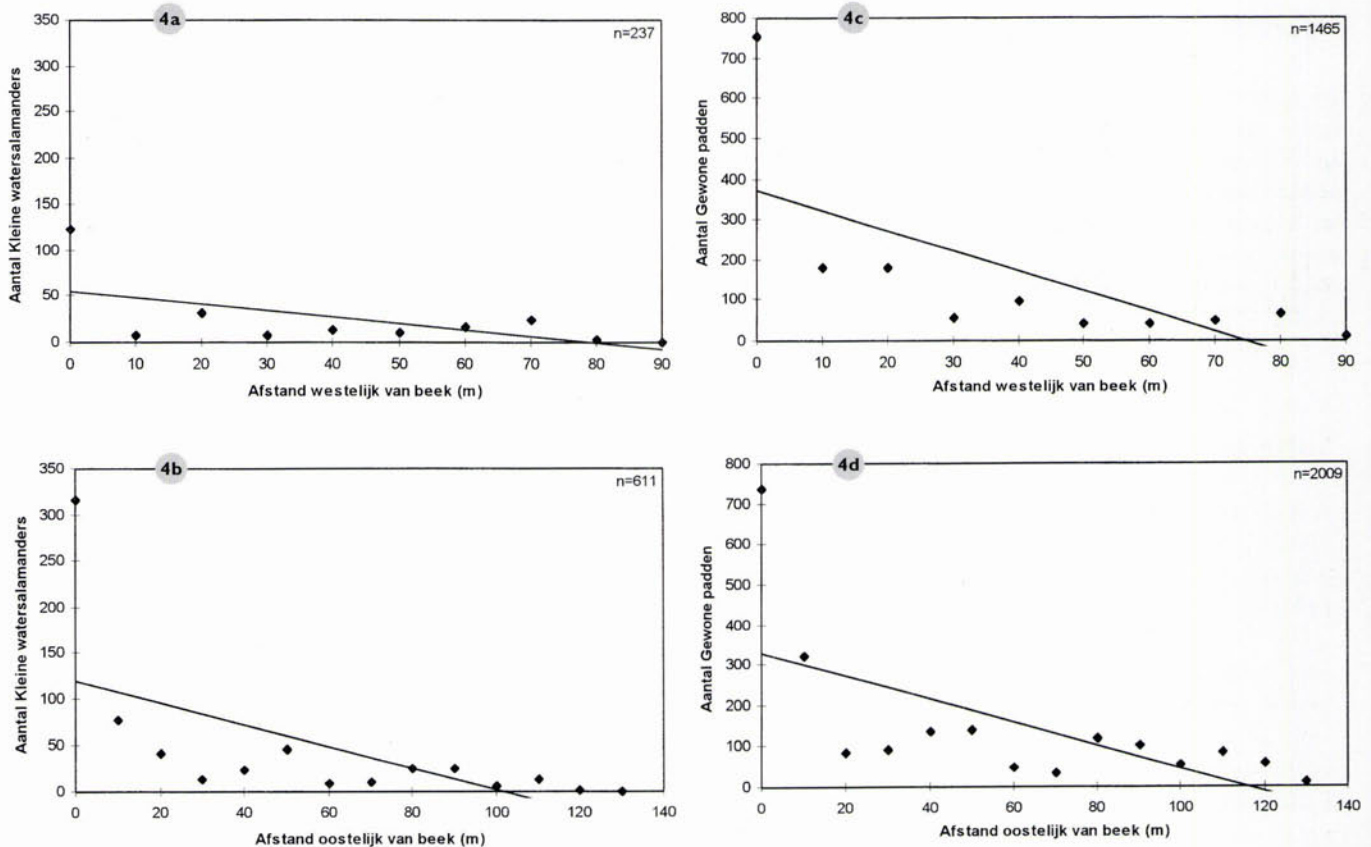 4a
n=237
Aantal Kleine watersalamanders
350
300
250
200
150
100
50
0
0 10 20 30 40 50 60 70 80 90
Afstand westelijk van beek (m)
4c
n=1465
Aantal Gewone padden
800
700
600
500
400
300
200
100
0
0 10 20 30 40 50 60 70 80 90
Afstand westelijk van beek (m)
4b
n=611
Aantal Kleine watersalamanders
350
300
250
200
150
100
50
0
0 20 40 60 80 100 120 140
Afstand oostelijk van beek (m)
4d
n=2009
Aantal Gewone padden
800
700
600
500
400
300
200
100
0
0 20 40 60 80 100 120 140
Afstand oostelijk van beek (m)